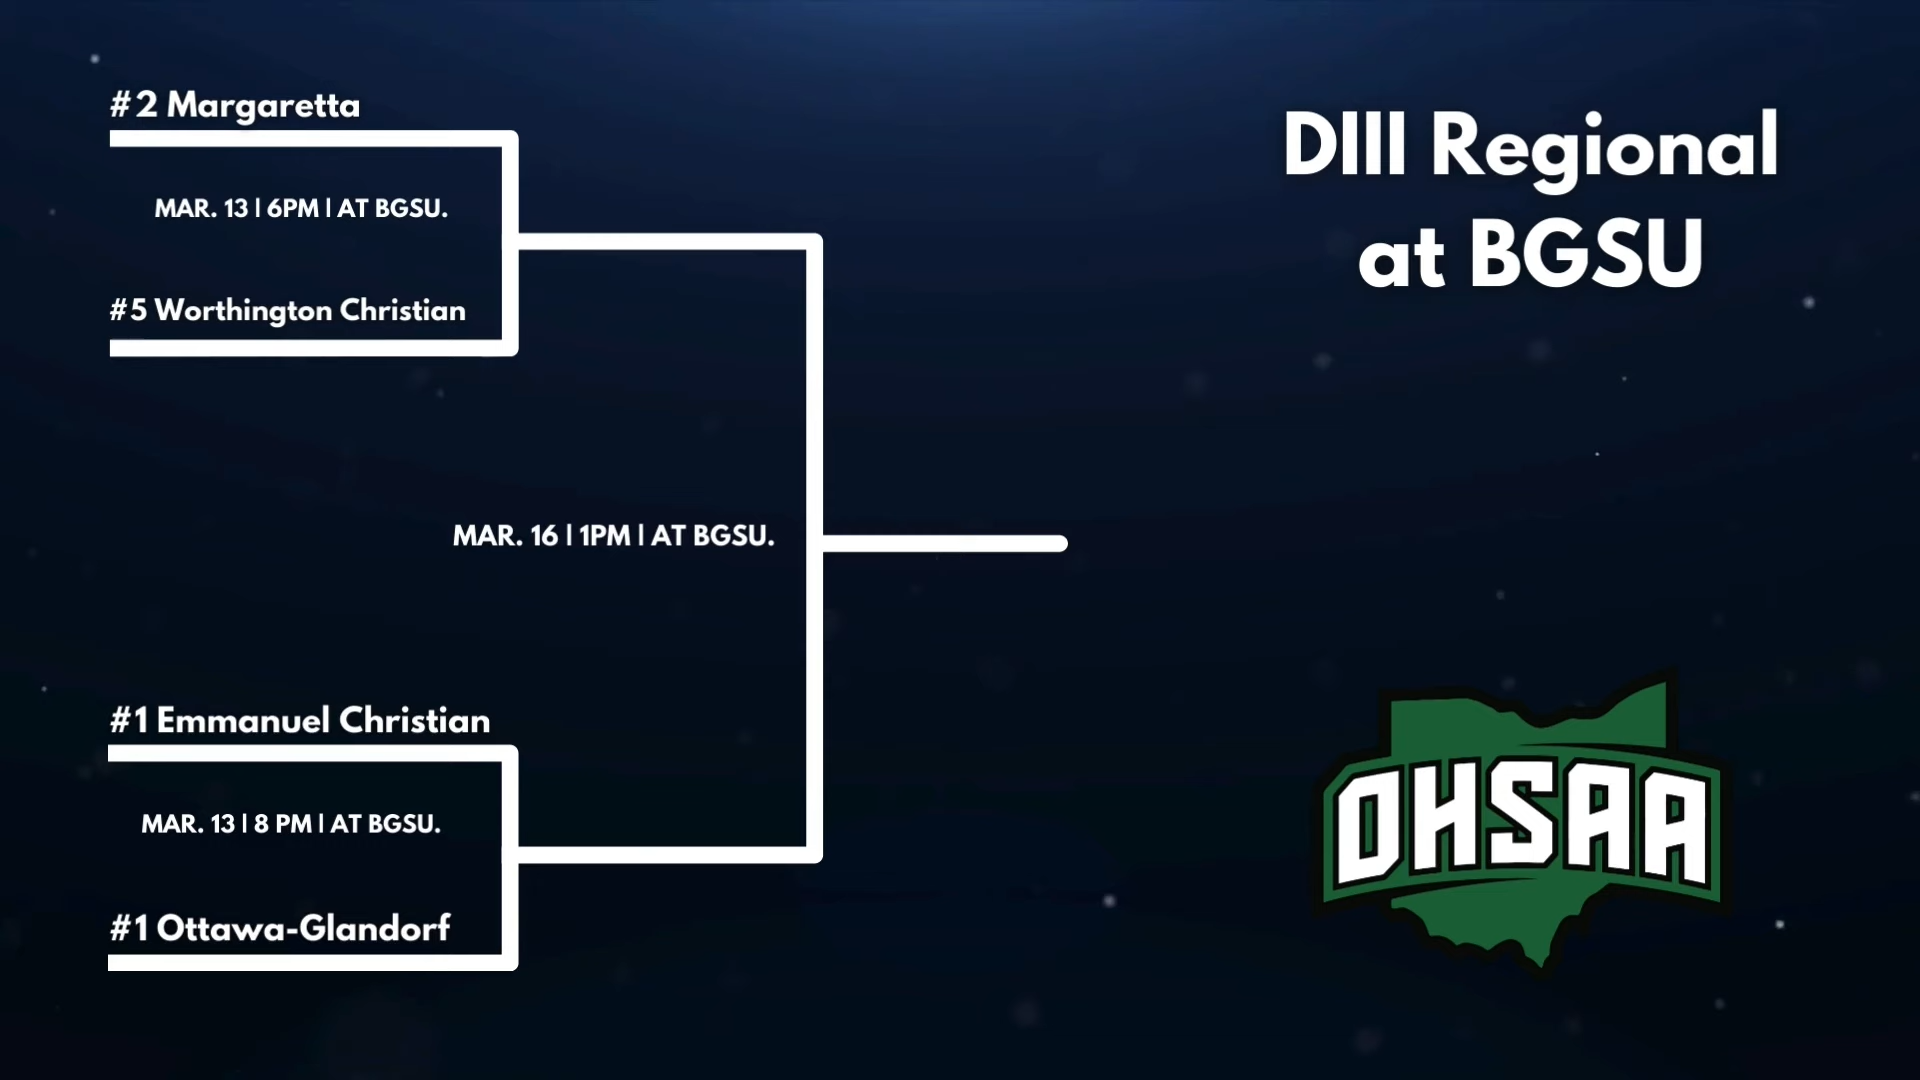 #2 Margaretta
MAR. 13 | 6PM | AT BGSU.
#5 Worthington Christian
DIII Regional
at BGSU
MAR. 16 | 1PM | AT BGSU.
#1 Emmanuel Christian
MAR. 13 | 8 PM | AT BGSU.
#1 Ottawa-Glandorf
OHSAA